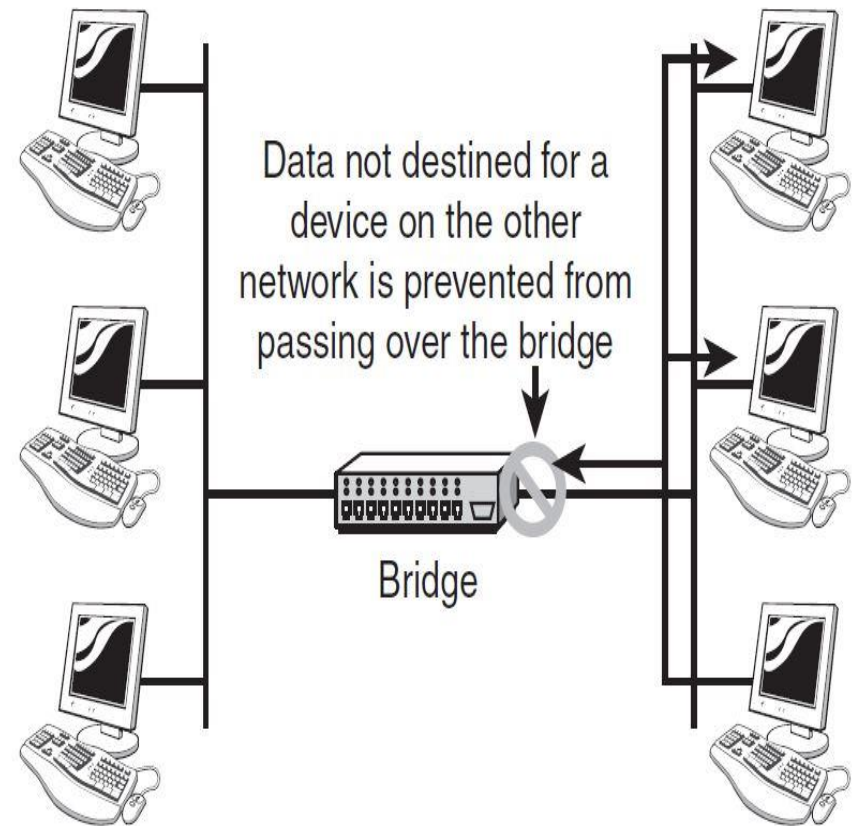 Data not destined for a
device on the other
network is prevented from
passing over the bridge
Bridge